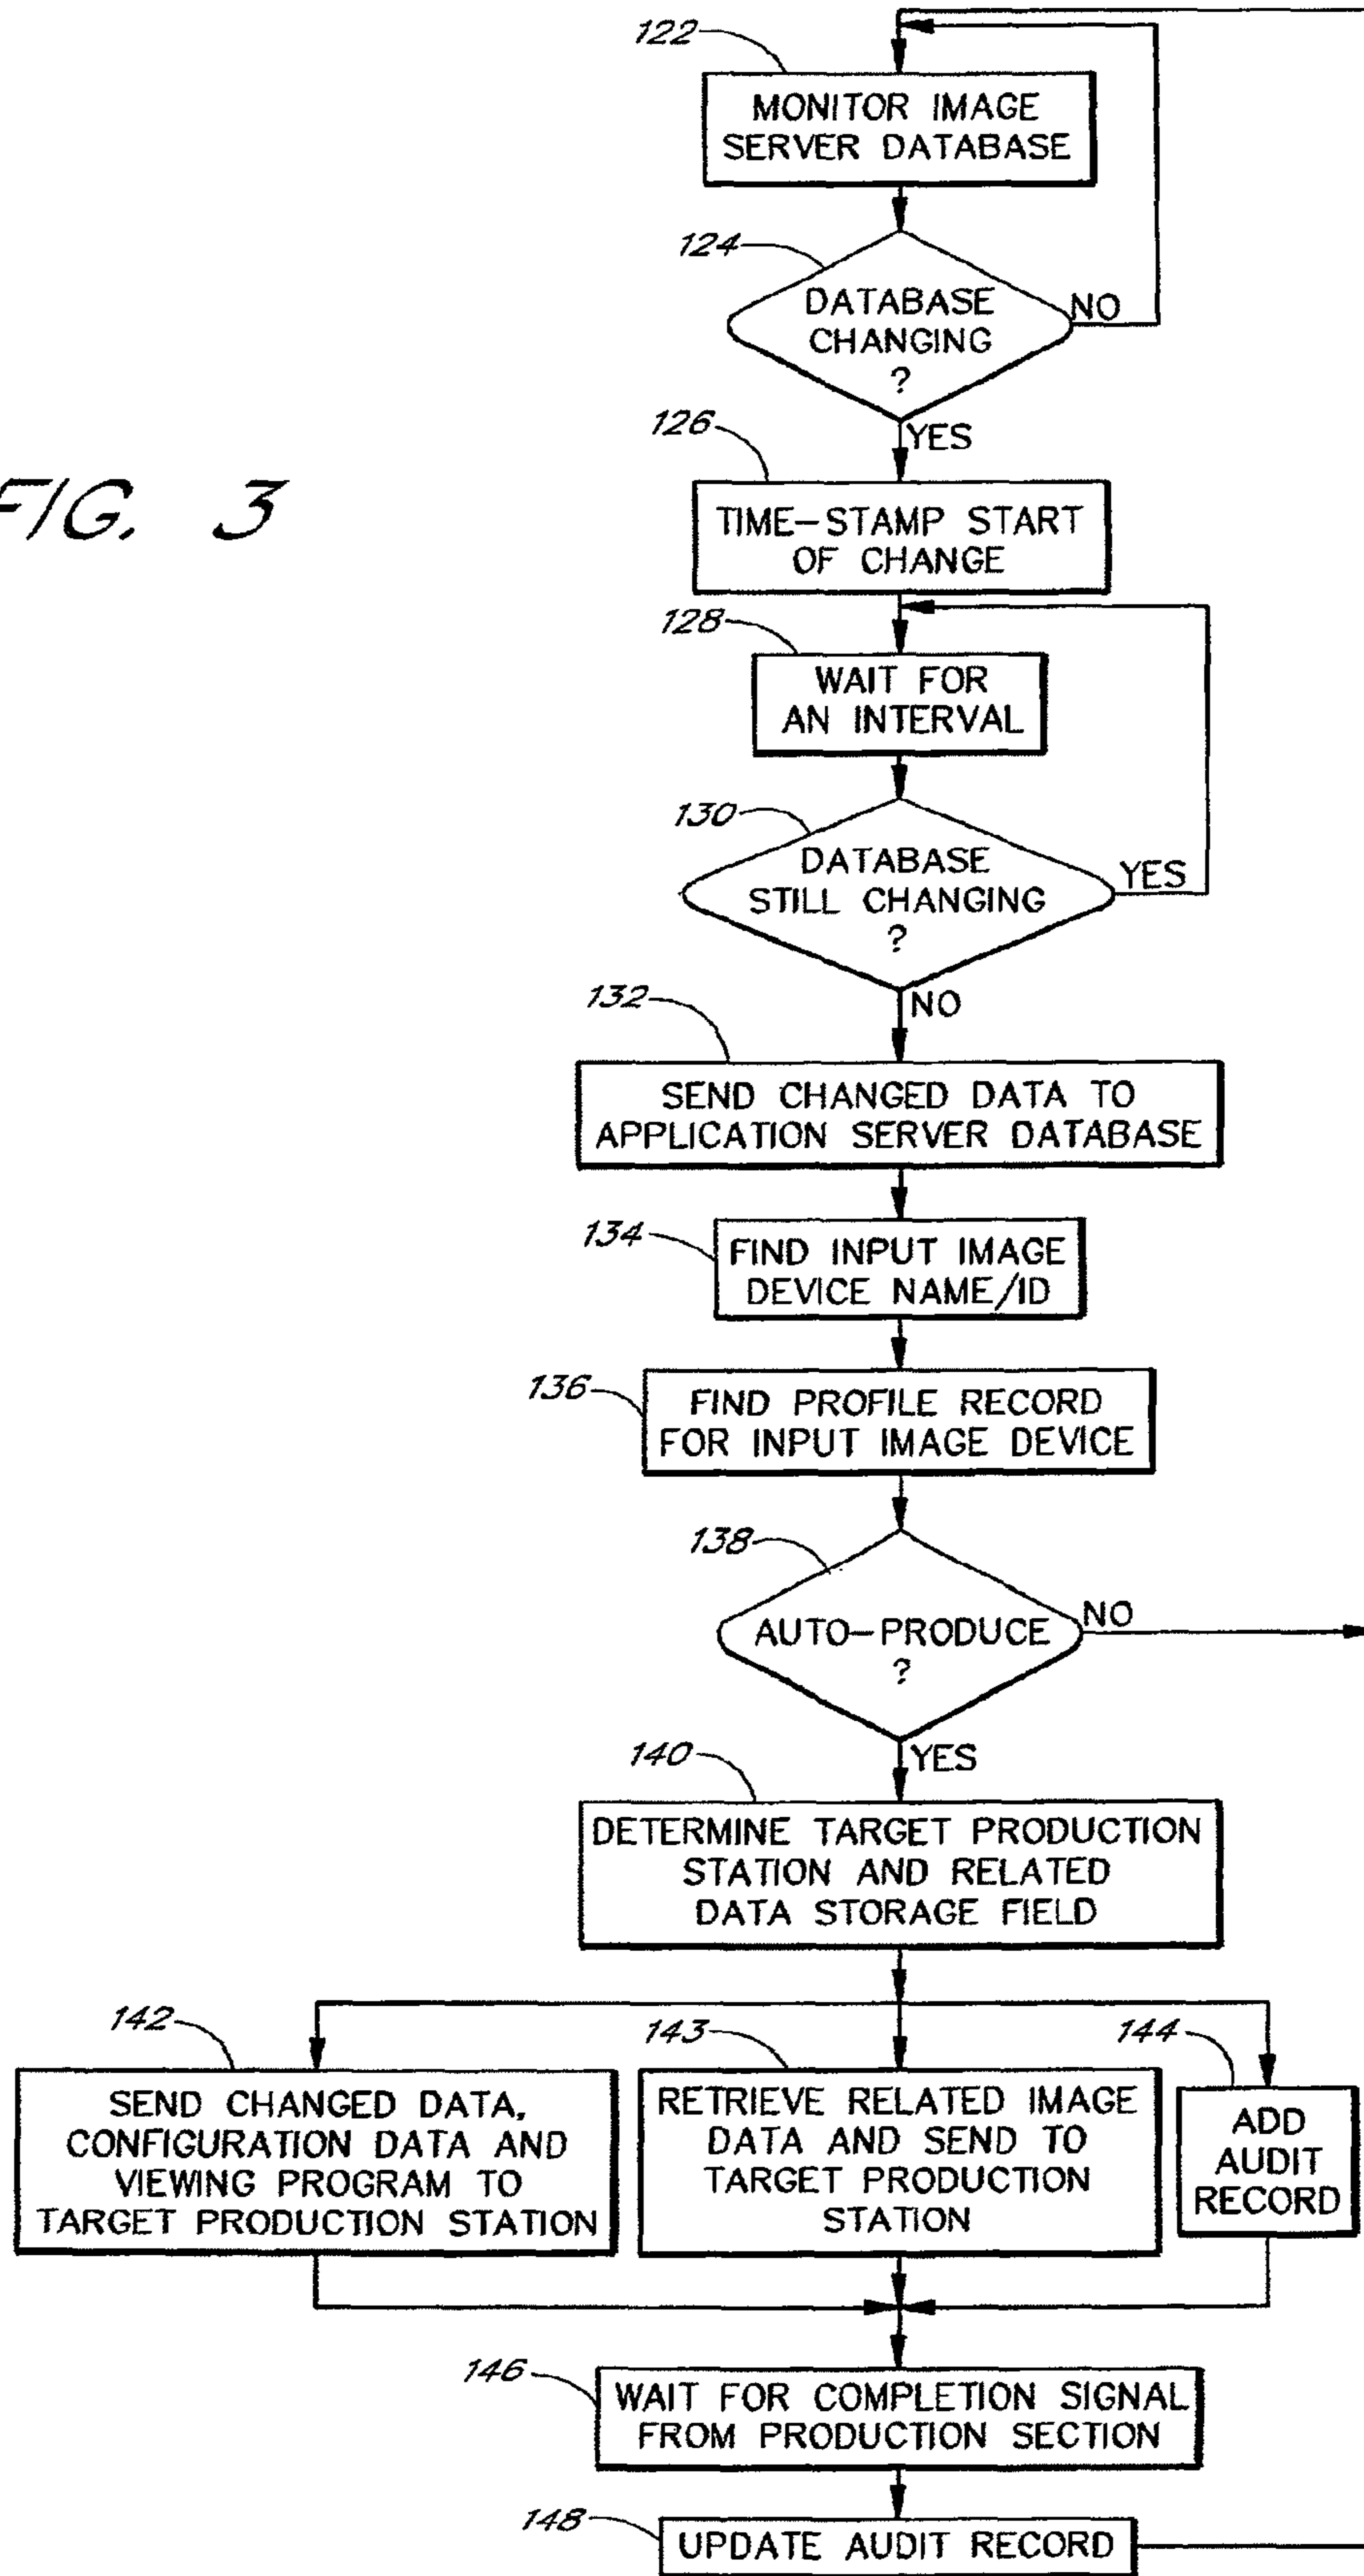 122
MONITOR IMAGE
SERVER DATABASE
124
DATABASE
CHANGING
?
NO
YES
126
TIME-STAMP START
OF CHANGE
FIG. 3
128
WAIT FOR
AN INTERVAL
130
DATABASE
STILL CHANGING
?
YES
NO
132
SEND CHANGED DATA TO
APPLICATION SERVER DATABASE
134
FIND INPUT IMAGE
DEVICE NAME/ID
136
FIND PROFILE RECORD
FOR INPUT IMAGE DEVICE
138
AUTO-PRODUCE
?
NO
YES
140
DETERMINE TARGET PRODUCTION
STATION AND RELATED
DATA STORAGE FIELD
142
SEND CHANGED DATA,
CONFIGURATION DATA AND
VIEWING PROGRAM TO
TARGET PRODUCTION STATION
143
RETRIEVE RELATED IMAGE
DATA AND SEND TO
TARGET PRODUCTION
STATION
144
ADD
AUDIT
RECORD
146
WAIT FOR COMPLETION SIGNAL
FROM PRODUCTION SECTION
148
UPDATE AUDIT RECORD